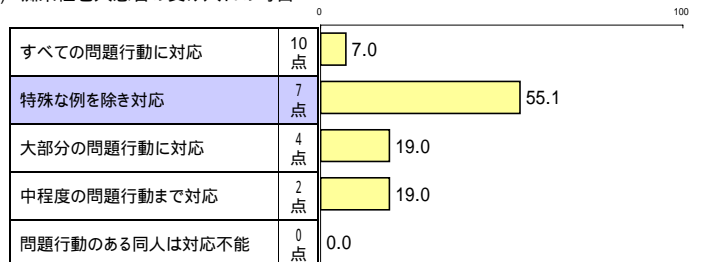 0 100
すべての問題行動に対応 10点 7.0
特殊な例を除き対応 7点 55.1
大部分の問題行動に対応 4点 19.0
中程度の問題行動まで対応 2点 19.0
問題行動のある同人は対応不能 0点 0.0